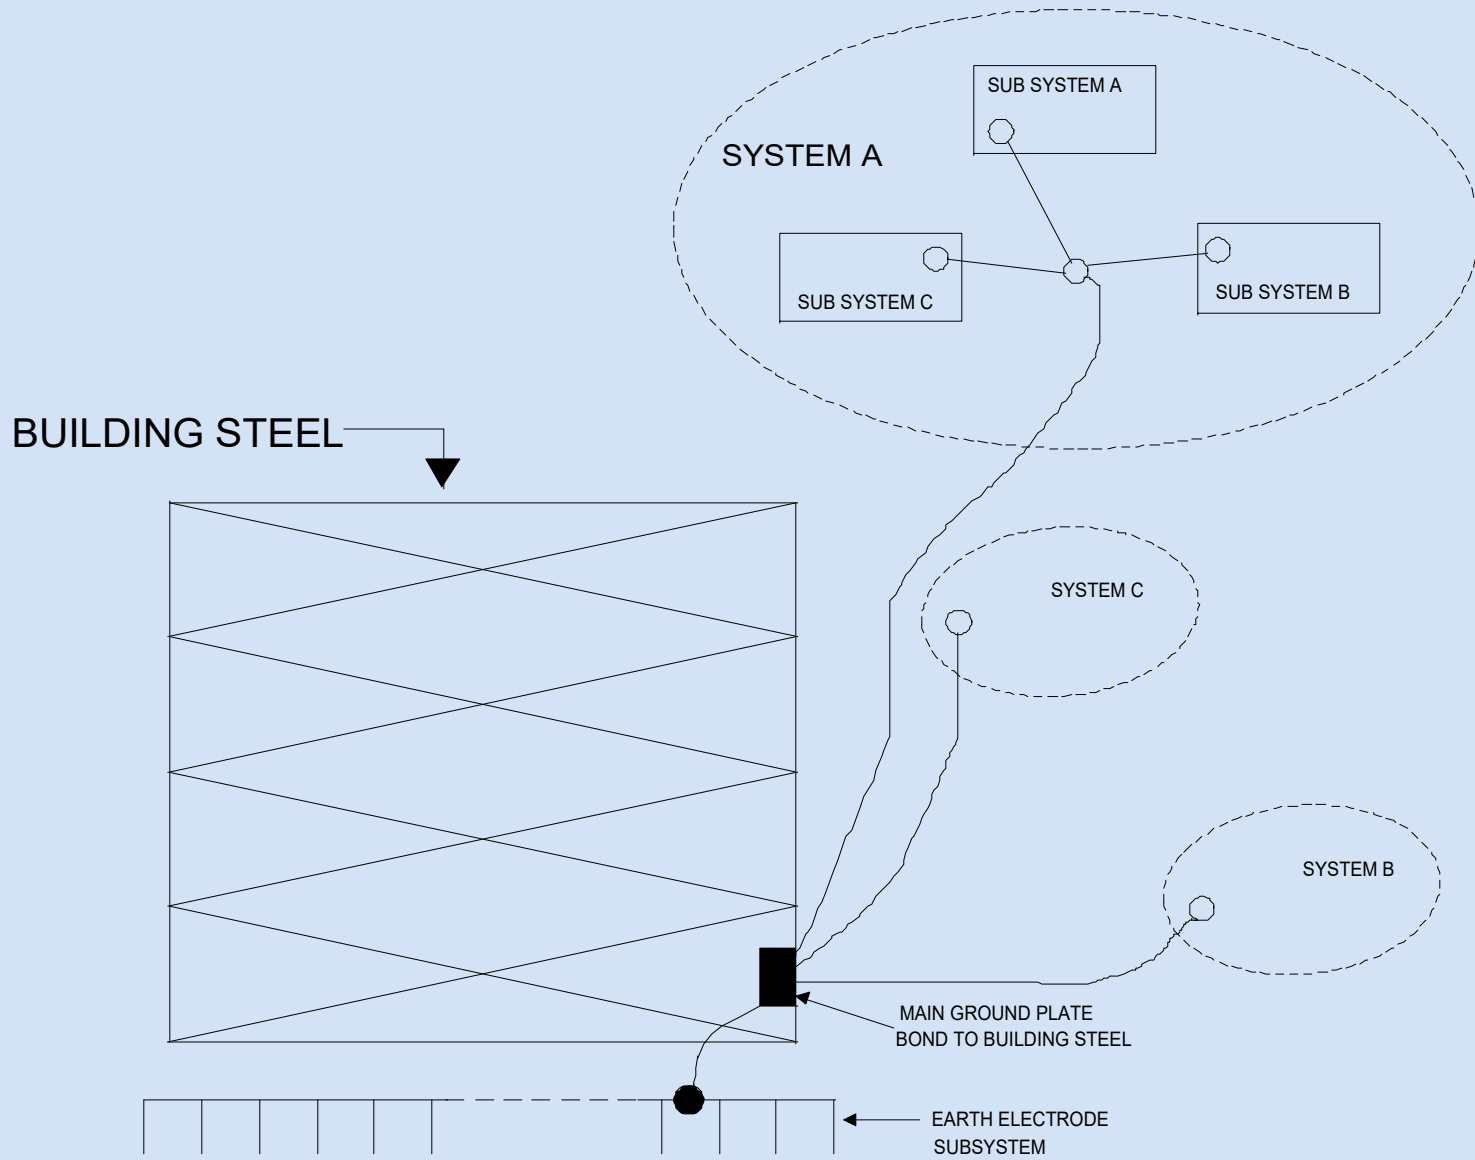 SUB SYSTEM A
SYSTEM A
SUB SYSTEM C
SUB SYSTEM B
BUILDING STEEL
SYSTEM C
SYSTEM B
MAIN GROUND PLATE
BOND TO BUILDING STEEL
EARTH ELECTRODE
SUBSYSTEM